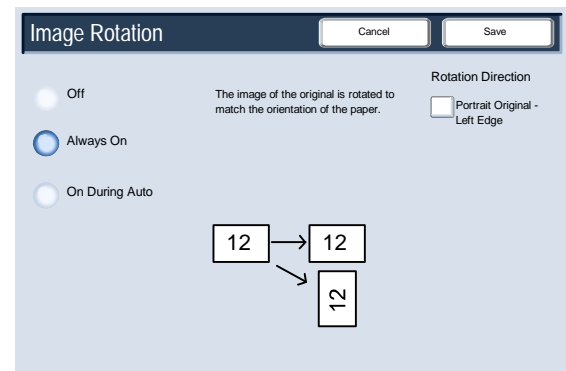 Image Rotation
Cancel
Save
Off
Always On
On During Auto
The image of the original is rotated to
match the orientation of the paper.
Rotation Direction
Portrait Original -
Left Edge
12
12
12